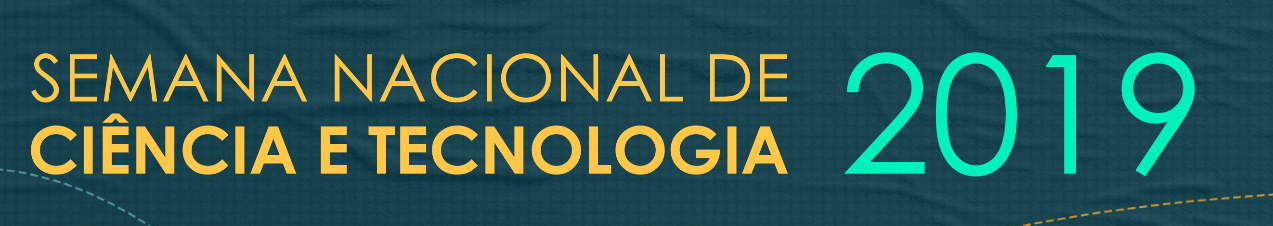 SEMANA NACIONAL DE
CIÊNCIA E TECNOLOGIA
2019